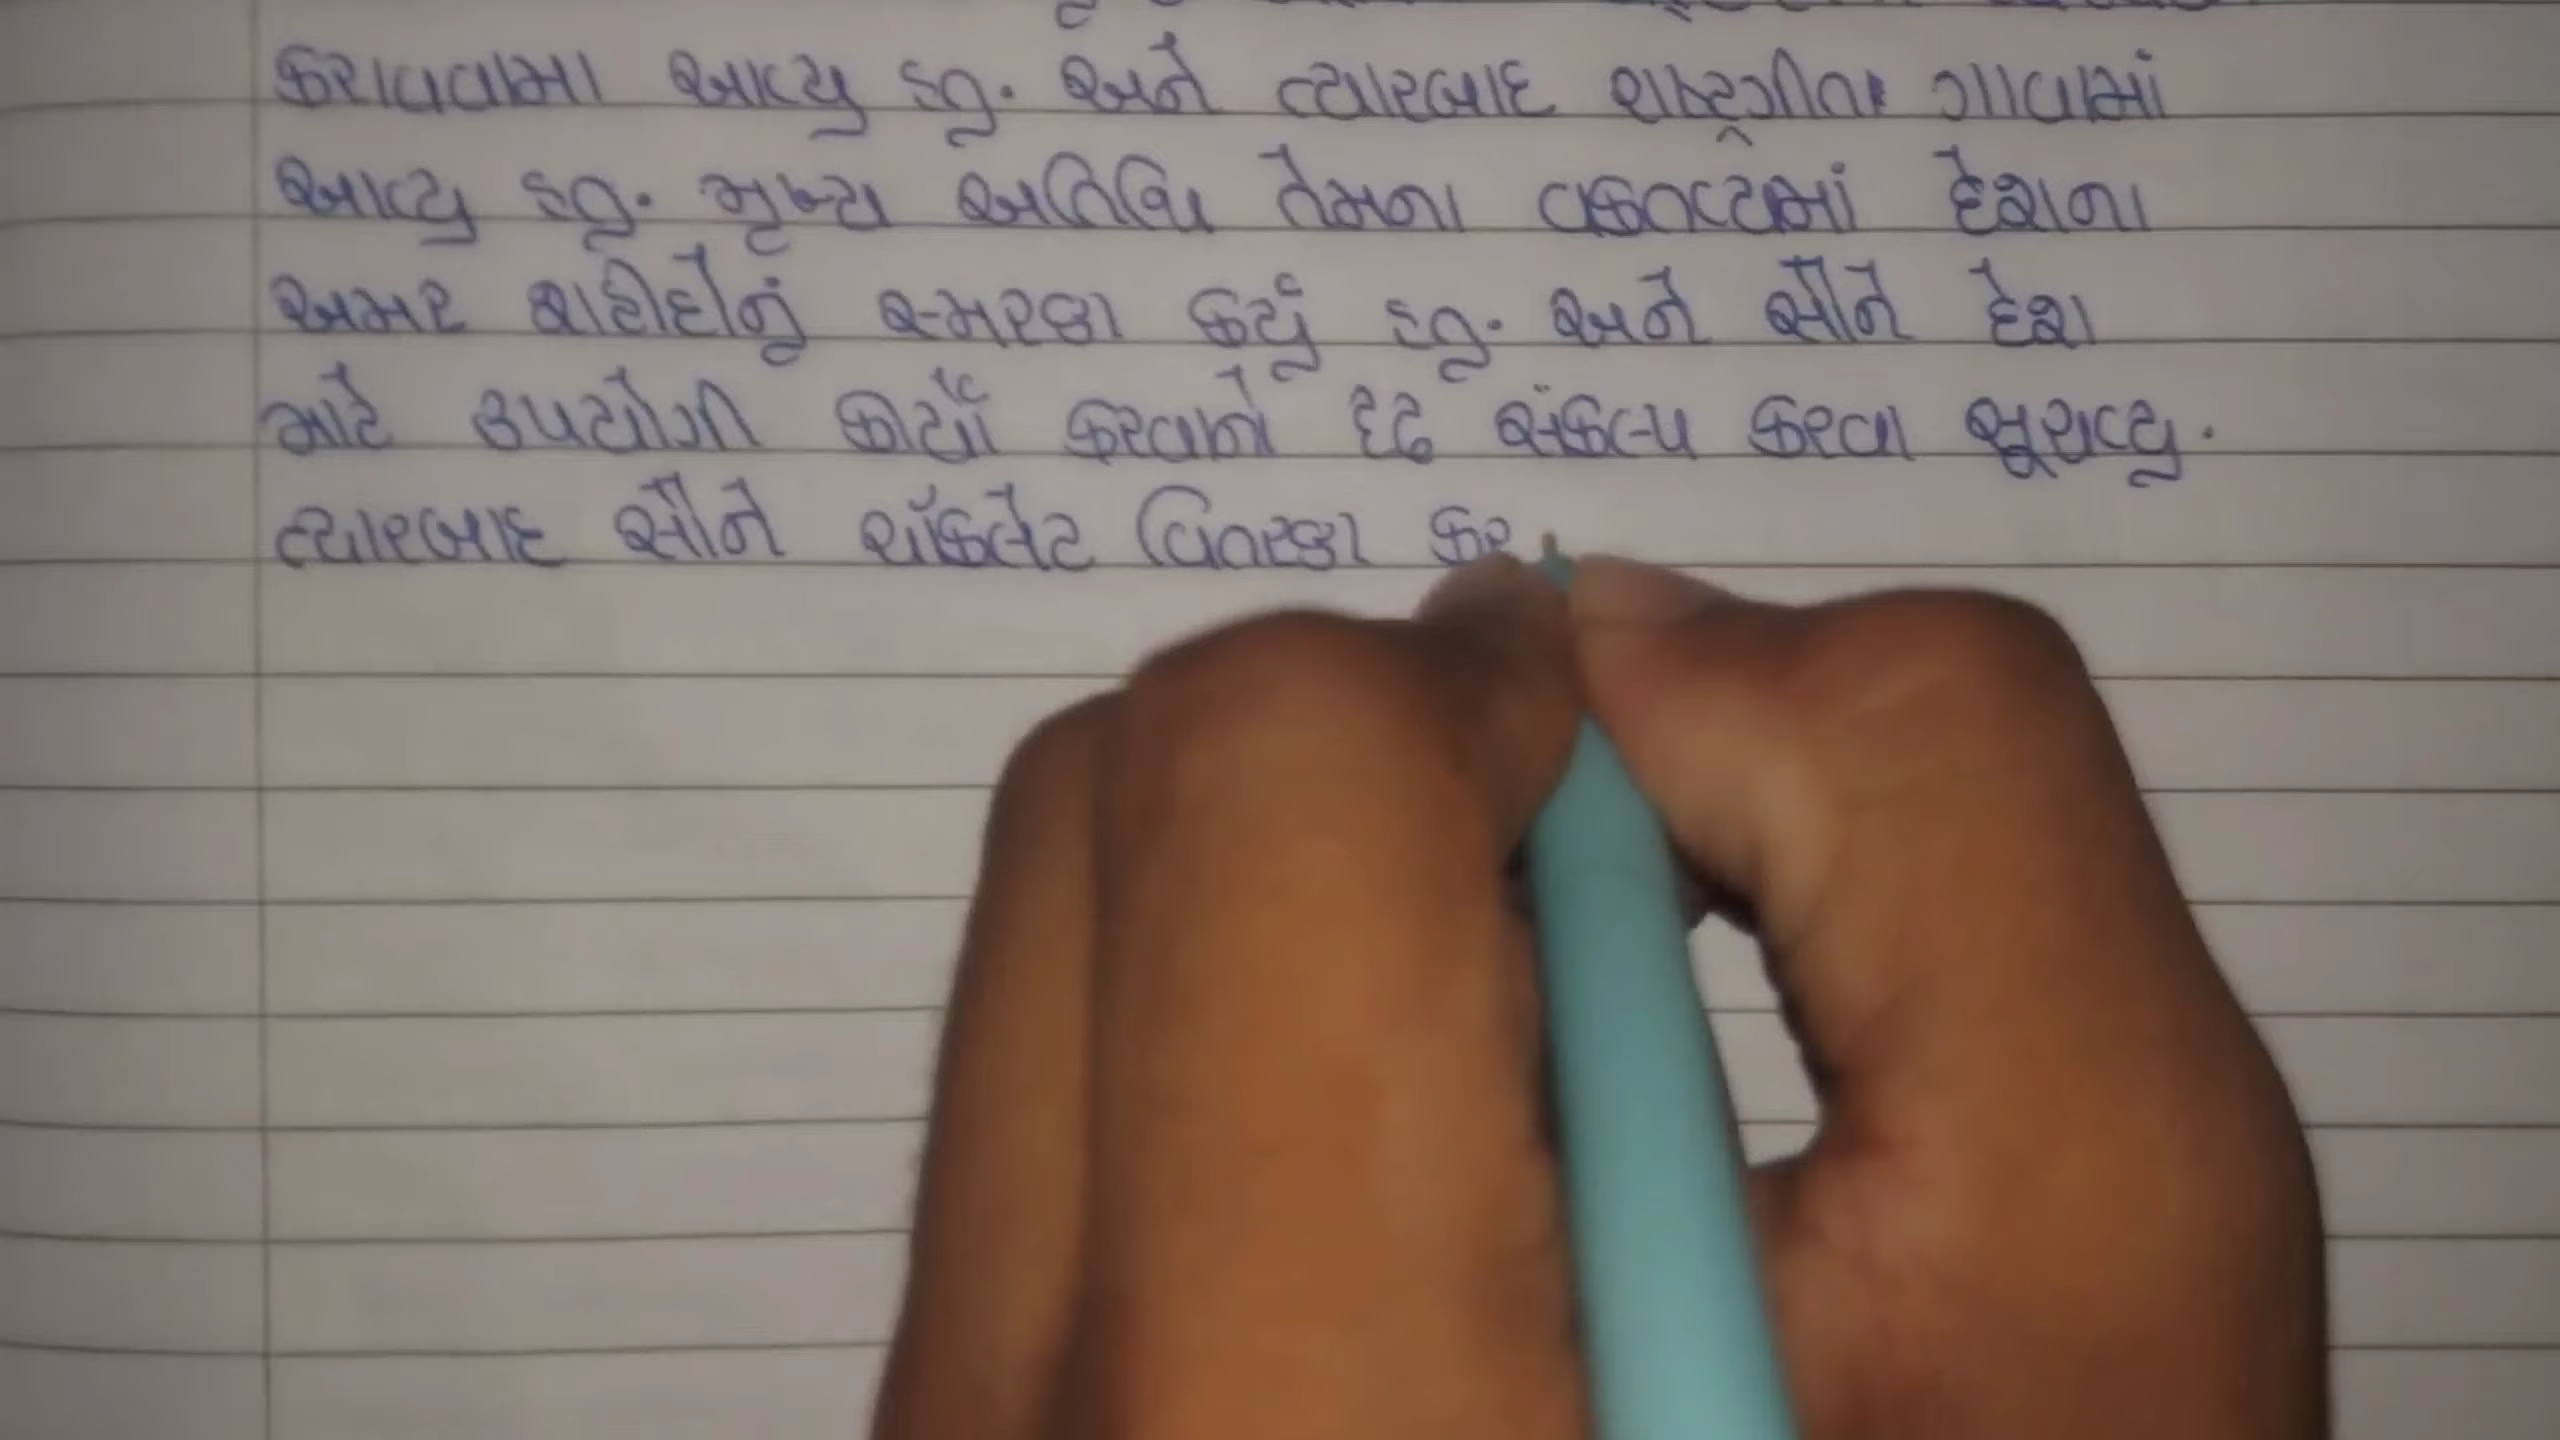 કરાવવામા આવ્યુ હતુ. અને ત્યારબાદ રાષ્ટ્રગીત ગાવામાં
આવ્યુ હતુ. મુખ્ય અતિથિ તેમના વક્તવ્યમાં દેશના
અમર શહીદોનું સ્મરણ કર્યું હતુ. અને સૌને દેશ
માટે ઉપયોગી કાર્યો કરવાનો દૃઢ સંકલ્પ કરવા સૂચવ્યુ.
ત્યારબાદ સૌને ચૉકલેટ વિતરણ કર